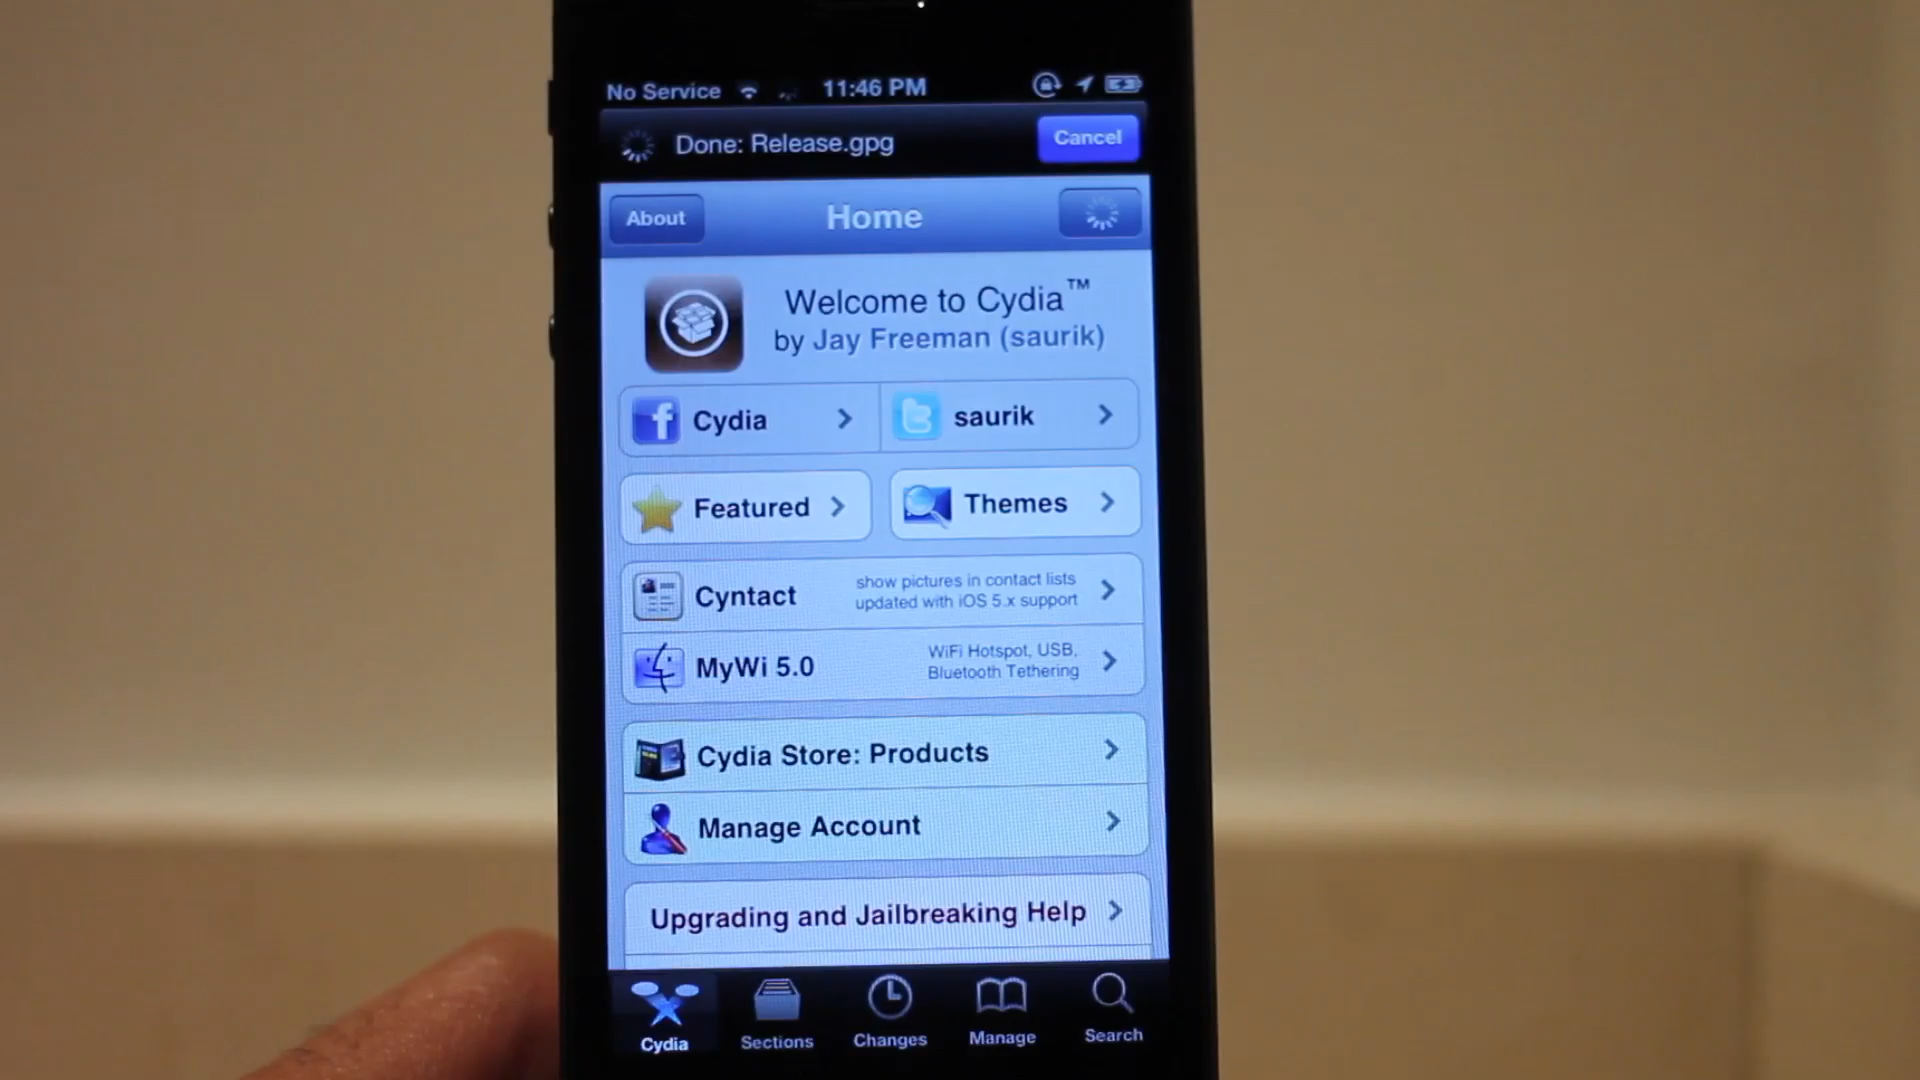 No Service 11:46 PM
Done: Release.gpg Cancel
About Home
Welcome to Cydia™
by Jay Freeman (saurik)
Cydia saurik
Featured Themes
Cyntact show pictures in contact lists
updated with iOS 5.x support
MyWi 5.0 WiFi Hotspot, USB,
Bluetooth Tethering
Cydia Store: Products
Manage Account
Upgrading and Jailbreaking Help
Cydia Sections Changes Manage Search